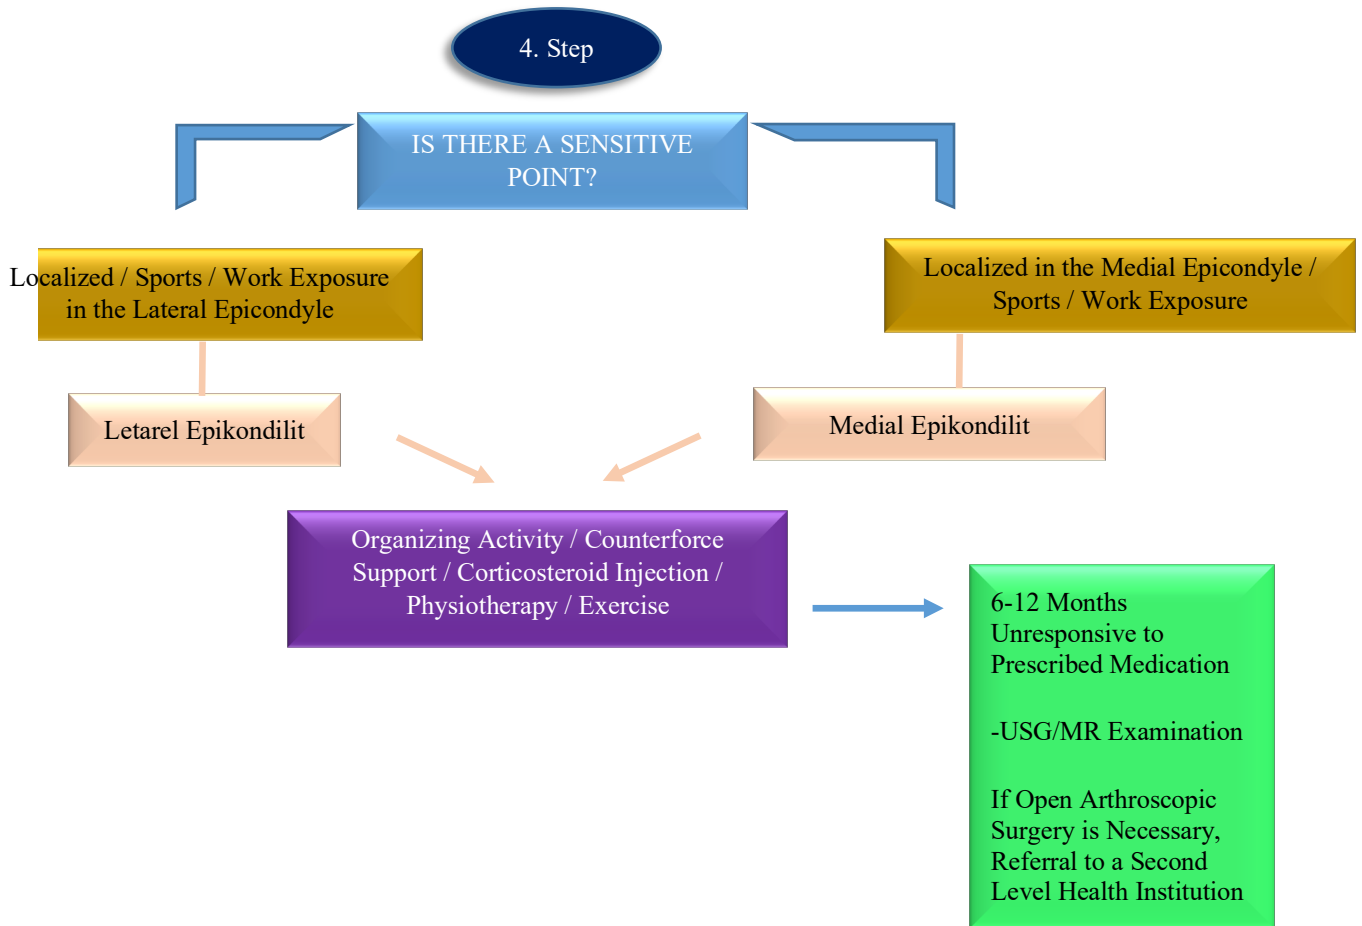 4. Step
IS THERE A SENSITIVE
POINT?
Localized / Sports / Work Exposure
in the Lateral Epicondyle
Localized in the Medial Epicondyle /
Sports / Work Exposure
Letarel Epikondilit
Medial Epikondilit
Organizing Activity / Counterforce
Support / Corticosteroid Injection /
Physiotherapy / Exercise
6-12 Months
Unresponsive to
Prescribed Medication
-USG/MR Examination
If Open Arthroscopic
Surgery is Necessary,
Referral to a Second
Level Health Institution